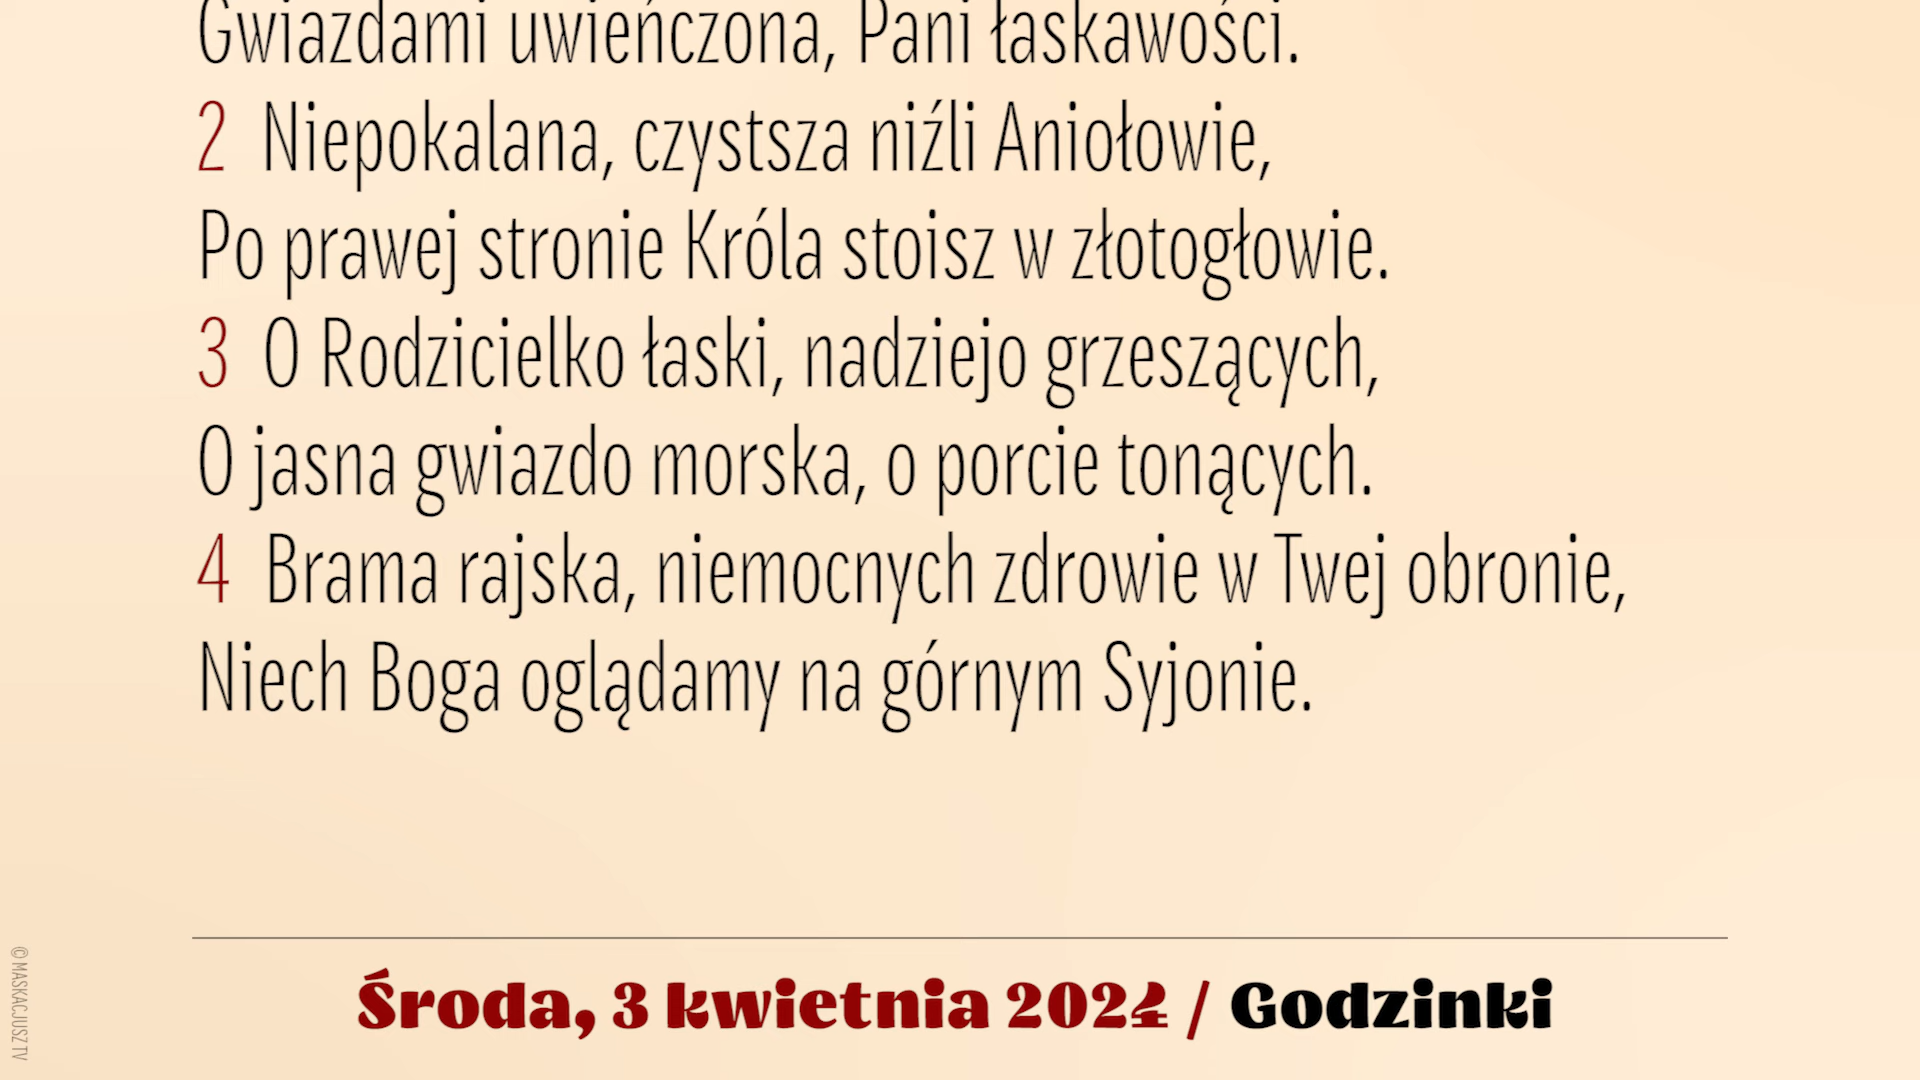 Gwiazdami uwieńczona, Pani łaskawości.
2 Niepokalana, czystsza niźli Aniołowie,
Po prawej stronie Króla stoisz w złotogłowie.
3 O Rodzicielko łaski, nadziejo grzeszących,
O jasna gwiazdo morska, o porcie tonących.
4 Brama rajska, niemocnych zdrowie w Twej obronie,
Niech Boga oglądamy na górnym Syjonie.
Środa, 3 kwietnia 2024 / Godzinki
© MASKACJUSZ TV